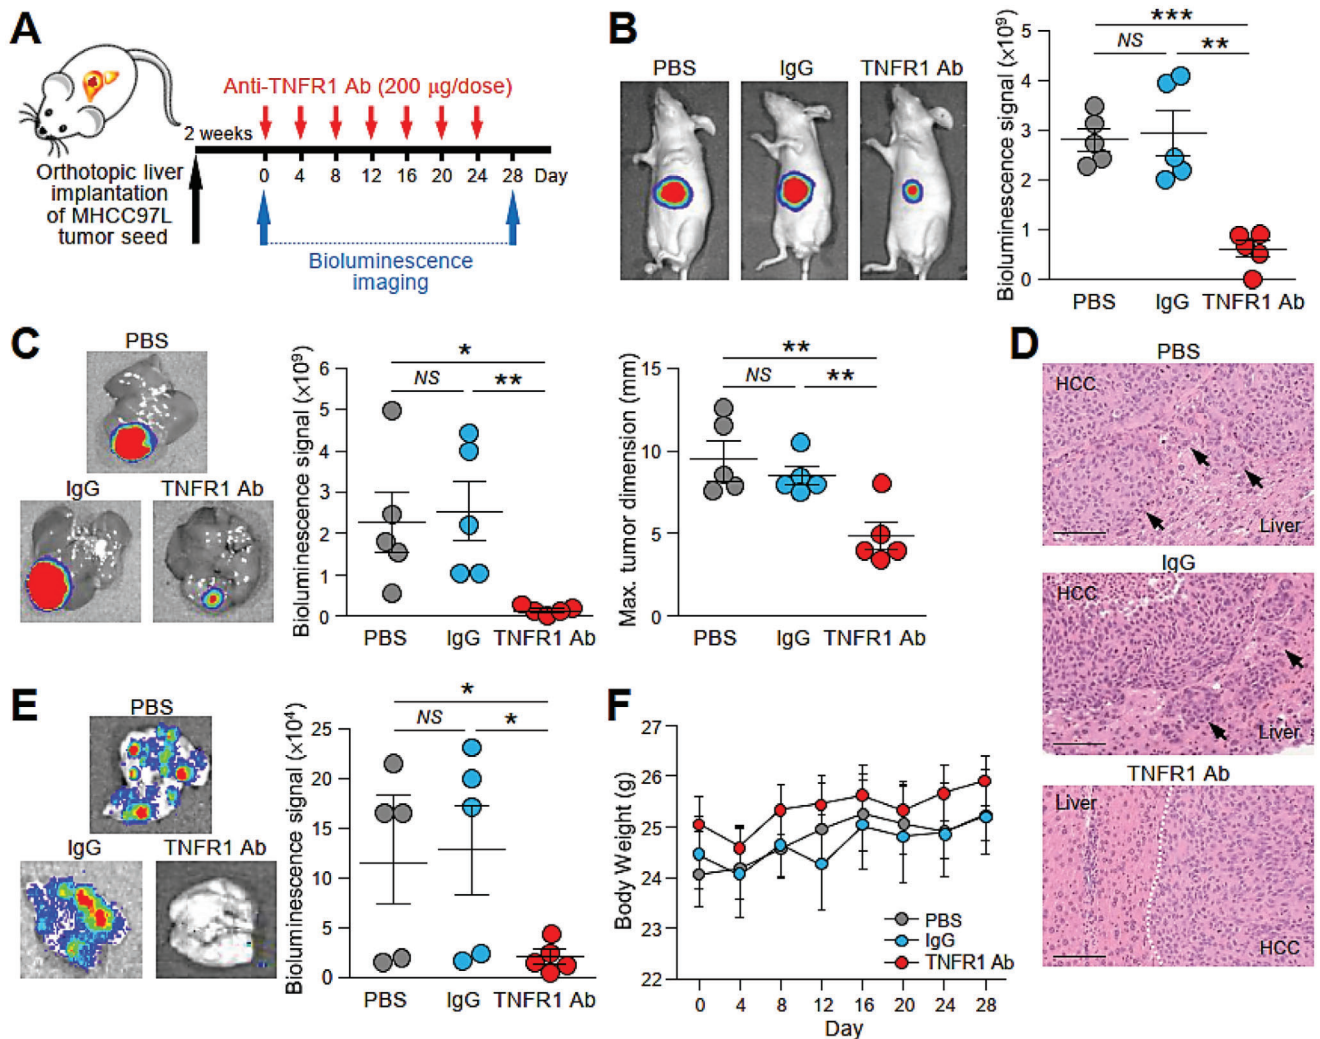 A
Anti-TNFR1 Ab (200 µg/dose)
2 weeks
0 4 8 12 16 20 24 28 Day
Orthotopic liver
implantation
of MHCC97L
tumor seed
Bioluminescence
imaging
B
PBS IgG TNFR1 Ab
Bioluminescence signal (×10⁹)
5
4
3
2
1
0
***
NS **
PBS IgG TNFR1 Ab
C
PBS
IgG TNFR1 Ab
Bioluminescence signal (×10⁹)
6
5
4
3
2
1
0
*
NS **
PBS IgG TNFR1 Ab
Max. tumor dimension (mm)
15
10
5
0
**
NS **
PBS IgG TNFR1 Ab
D
PBS
HCC
Liver
IgG
HCC
Liver
TNFR1 Ab
Liver
HCC
E
PBS
IgG TNFR1 Ab
Bioluminescence signal (×10⁴)
25
20
15
10
5
0
*
NS *
PBS IgG TNFR1 Ab
F
Body Weight (g)
27
26
25
24
23
22
PBS
IgG
TNFR1 Ab
0 4 8 12 16 20 24 28
Day